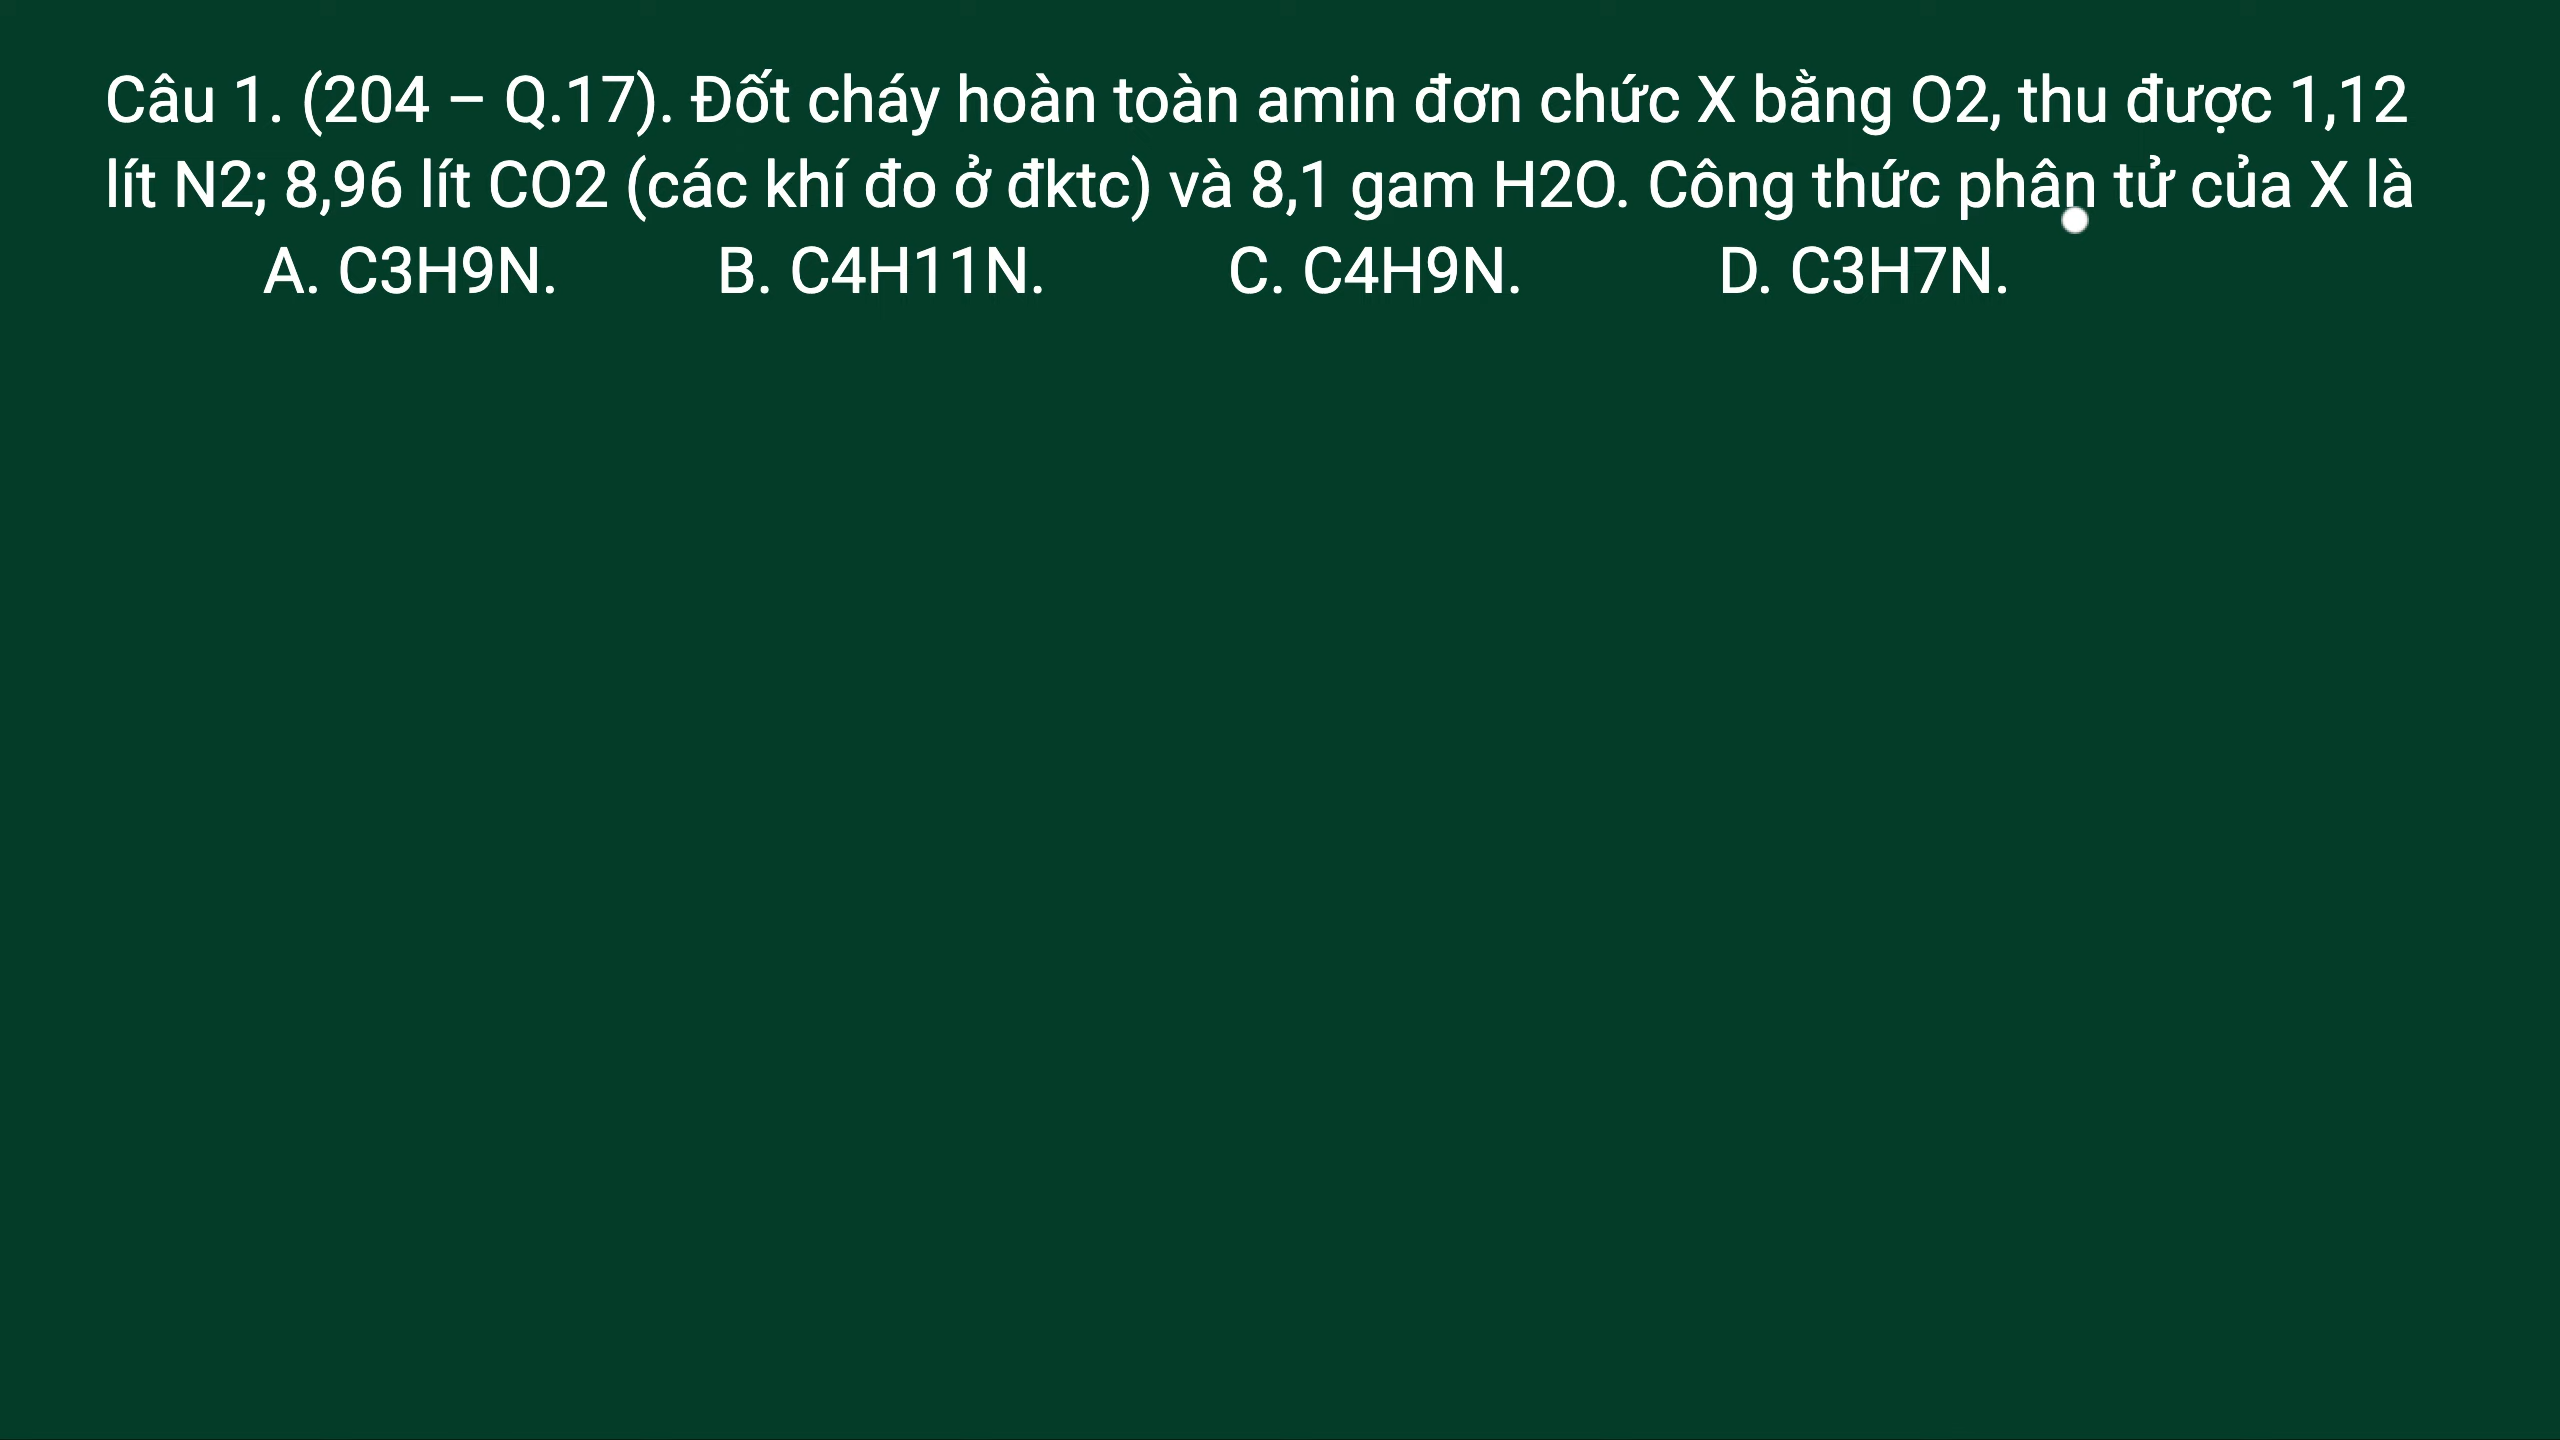 Câu 1. (204 – Q.17). Đốt cháy hoàn toàn amin đơn chức X bằng O2, thu được 1,12
lít N2; 8,96 lít CO2 (các khí đo ở đktc) và 8,1 gam H2O. Công thức phân tử của X là
A. C3H9N. B. C4H11N. C. C4H9N. D. C3H7N.